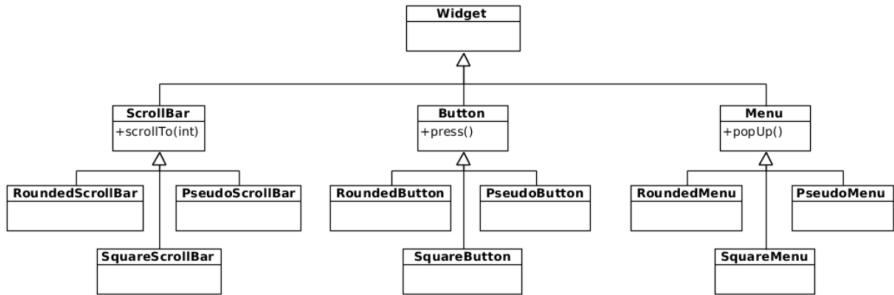 Widget
ScrollBar
+scrollTo(int)
Button
+press()
Menu
+popUp()
RoundedScrollBar
PseudoScrollBar
RoundedButton
PseudoButton
RoundedMenu
PseudoMenu
SquareScrollBar
SquareButton
SquareMenu